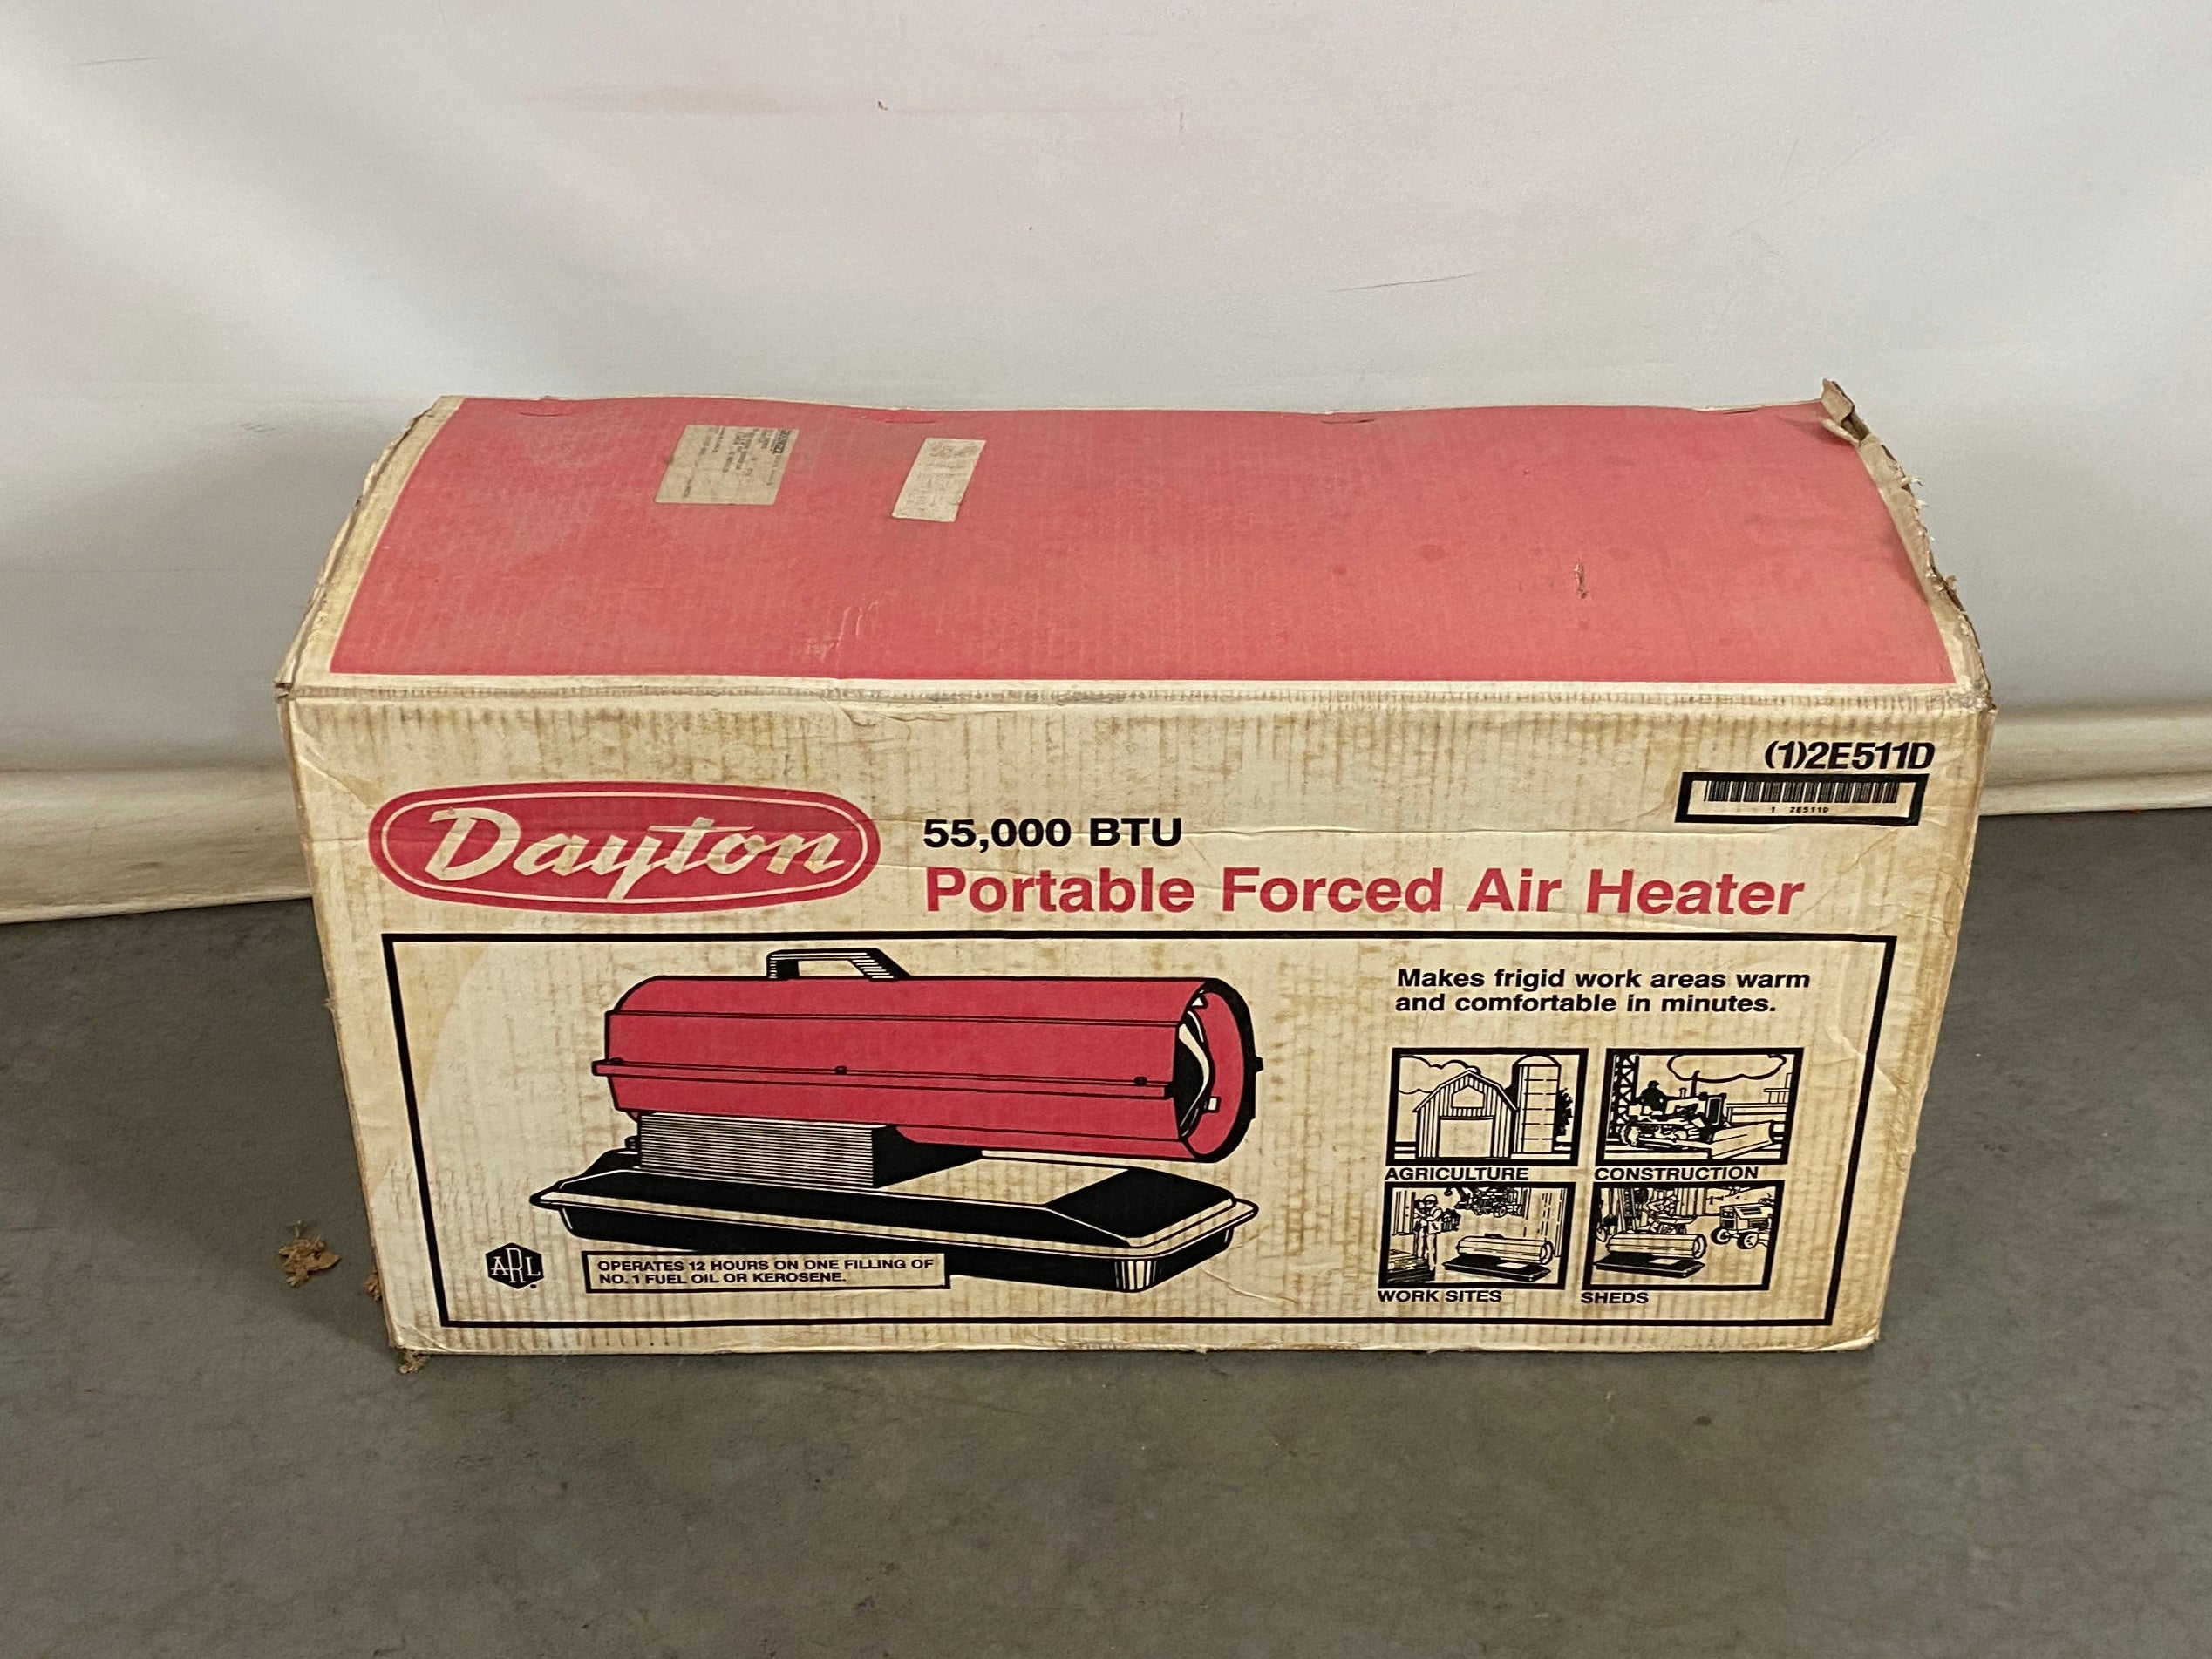 (1)2E511D
1 2E511D
Dayton
55,000 BTU
Portable Forced Air Heater
Makes frigid work areas warm
and comfortable in minutes.
AGRICULTURE
CONSTRUCTION
WORK SITES
SHEDS
ARL
OPERATES 12 HOURS ON ONE FILLING OF
NO. 1 FUEL OIL OR KEROSENE.